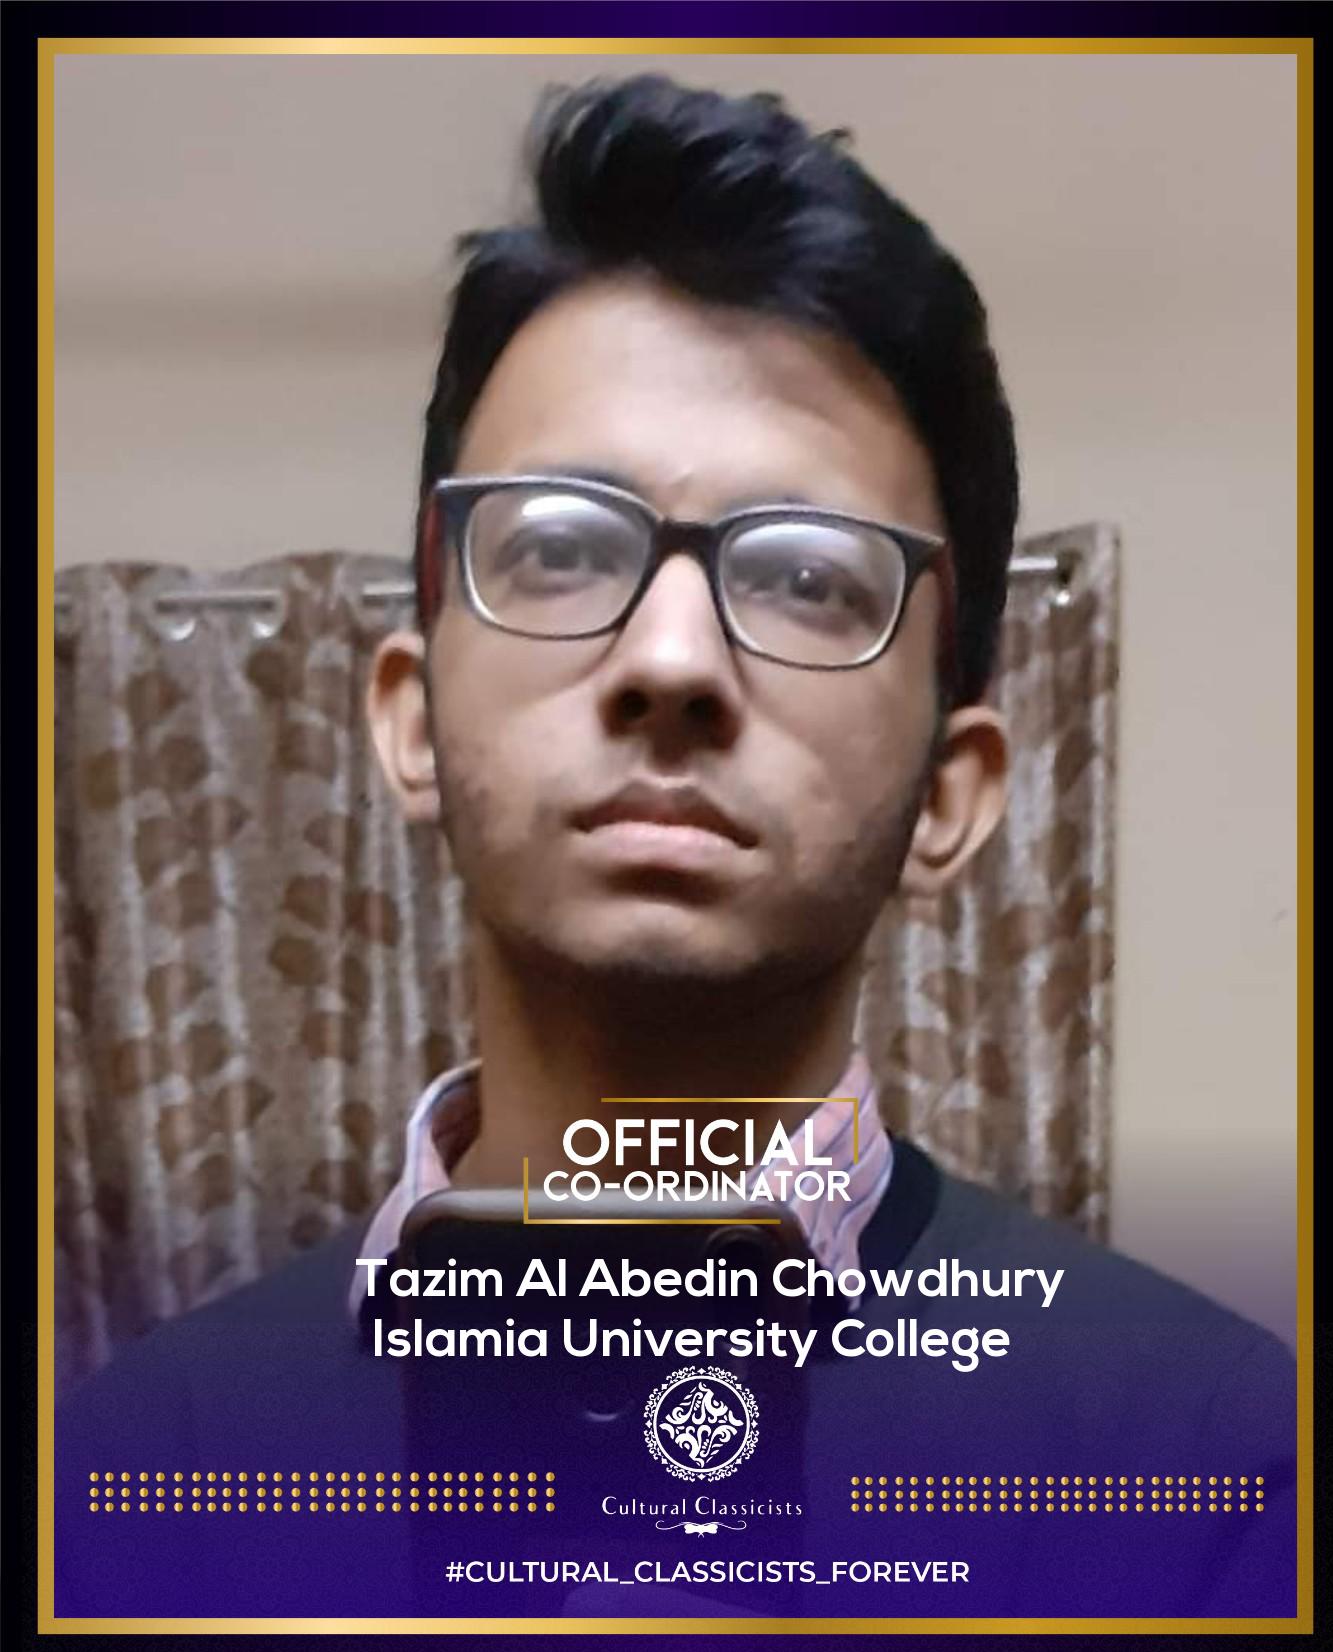 OFFICIAL
CO-ORDINATOR
Tazim Al Abedin Chowdhury
Islamia University College
Cultural Classicists
#CULTURAL_CLASSICISTS_FOREVER